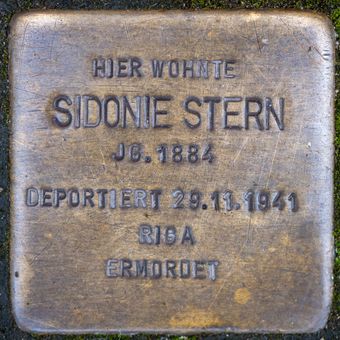 HIER WOHNTE
SIDONIE STERN
JG. 1884
DEPORTIERT 29.11.1941
RIGA
ERMORDET